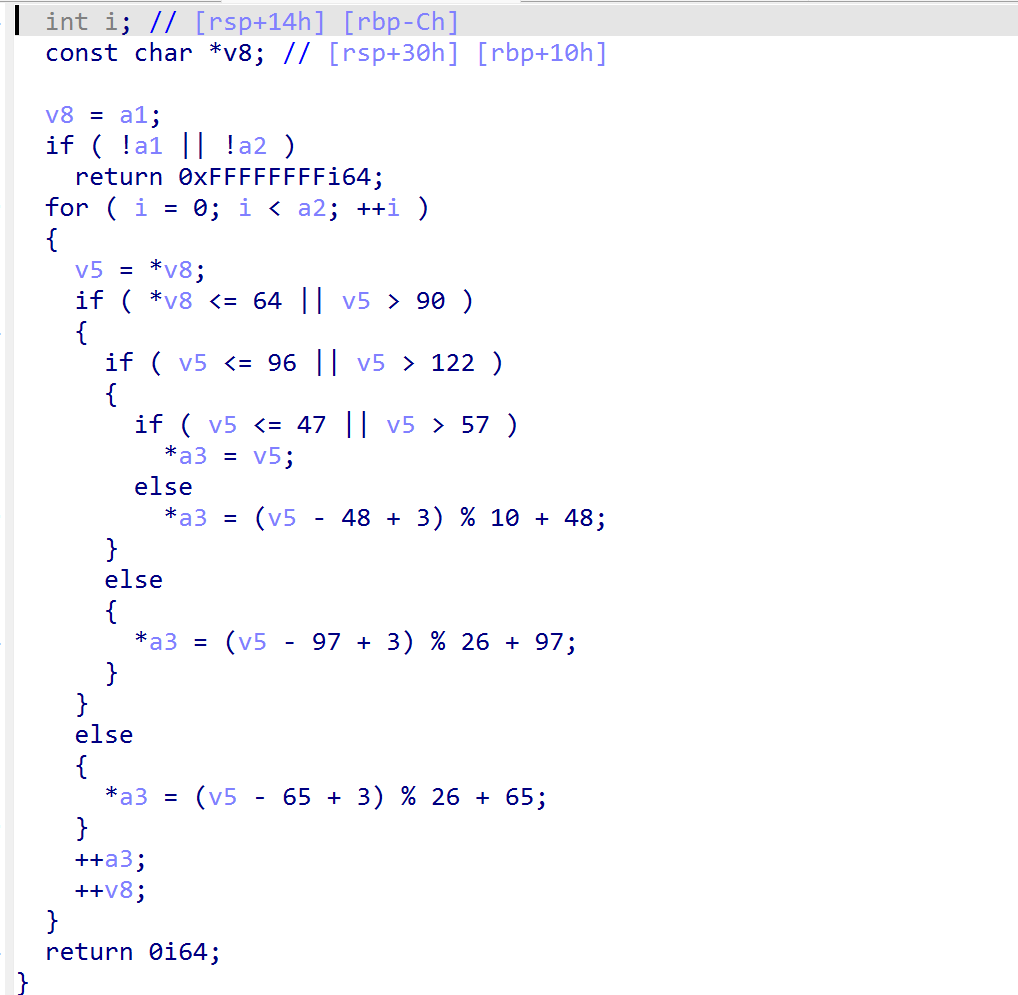 int i; // [rsp+14h] [rbp-Ch]
const char *v8; // [rsp+30h] [rbp+10h]

v8 = a1;
if ( !a1 || !a2 )
  return 0xFFFFFFFFi64;
for ( i = 0; i < a2; ++i )
{
  v5 = *v8;
  if ( *v8 <= 64 || v5 > 90 )
  {
    if ( v5 <= 96 || v5 > 122 )
    {
      if ( v5 <= 47 || v5 > 57 )
        *a3 = v5;
      else
        *a3 = (v5 - 48 + 3) % 10 + 48;
    }
    else
    {
      *a3 = (v5 - 97 + 3) % 26 + 97;
    }
  }
  else
  {
    *a3 = (v5 - 65 + 3) % 26 + 65;
  }
  ++a3;
  ++v8;
}
return 0i64;
}